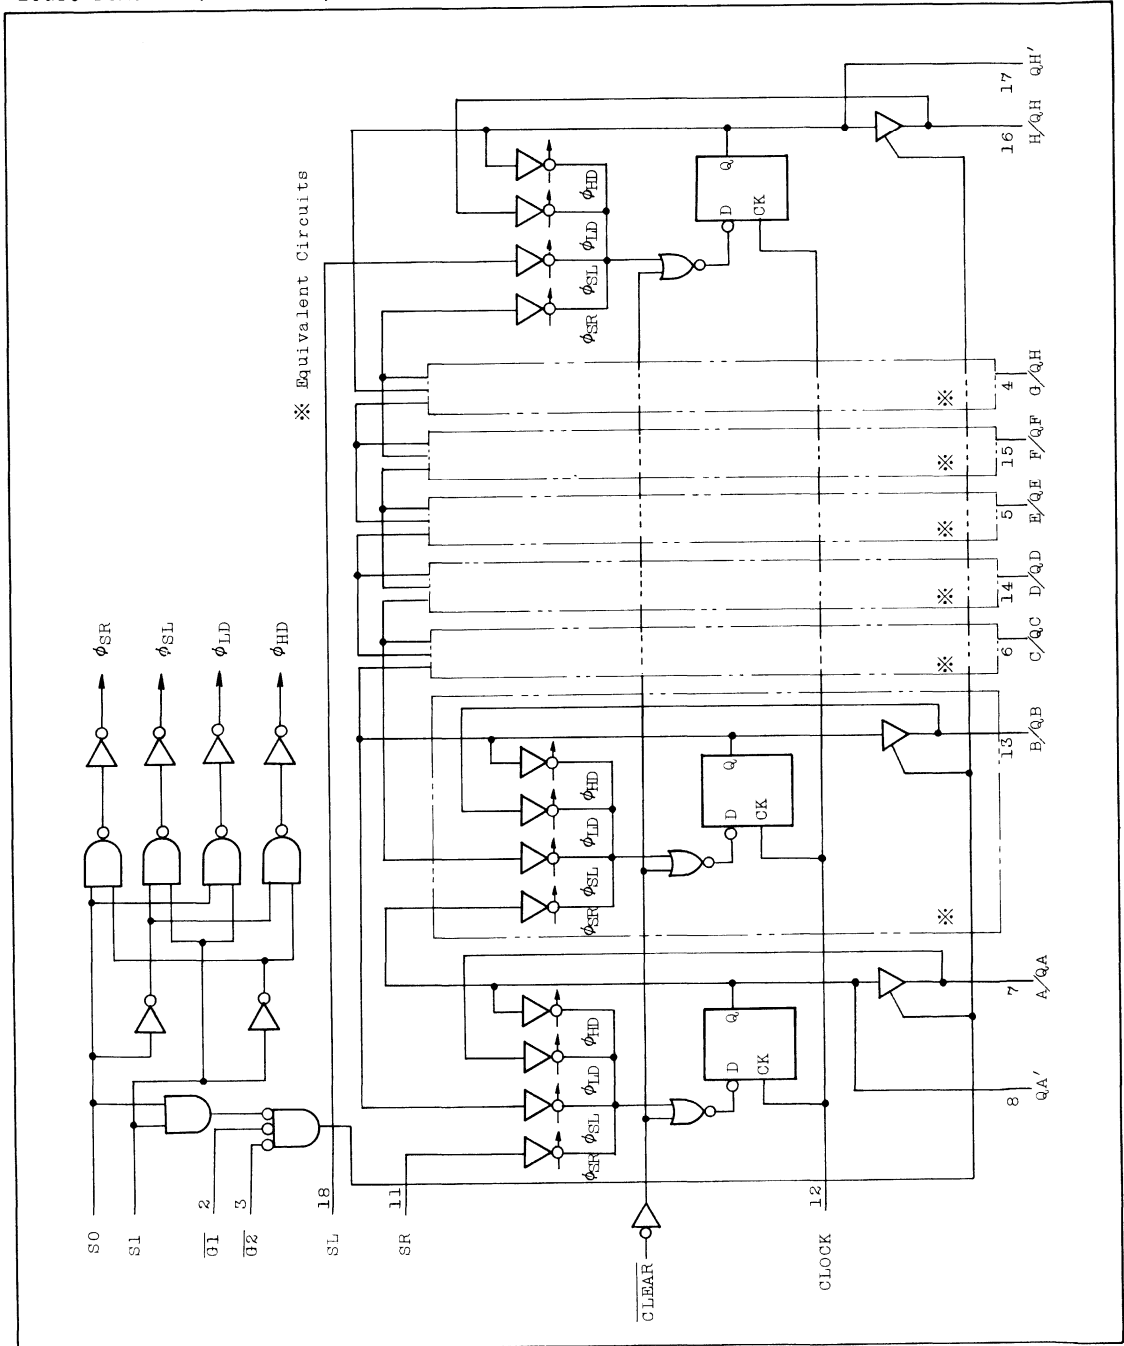 ※ Equivalent Circuits
S0
S1
G1
2
G2
3
SL
18
SR
11
CLEAR
CLOCK
12
ϕSR
ϕSL
ϕLD
ϕHD
ϕSR
ϕSL
ϕLD
ϕHD
D
Q
CK
8
QA'
7
A/QA
※
ϕSR
ϕSL
ϕLD
ϕHD
D
Q
CK
13
B/QB
※
6
C/QC
※
14
D/QD
※
5
E/QE
※
15
F/QF
※
4
G/QH
ϕSR
ϕSL
ϕLD
ϕHD
D
Q
CK
16
H/QH
17
QH'